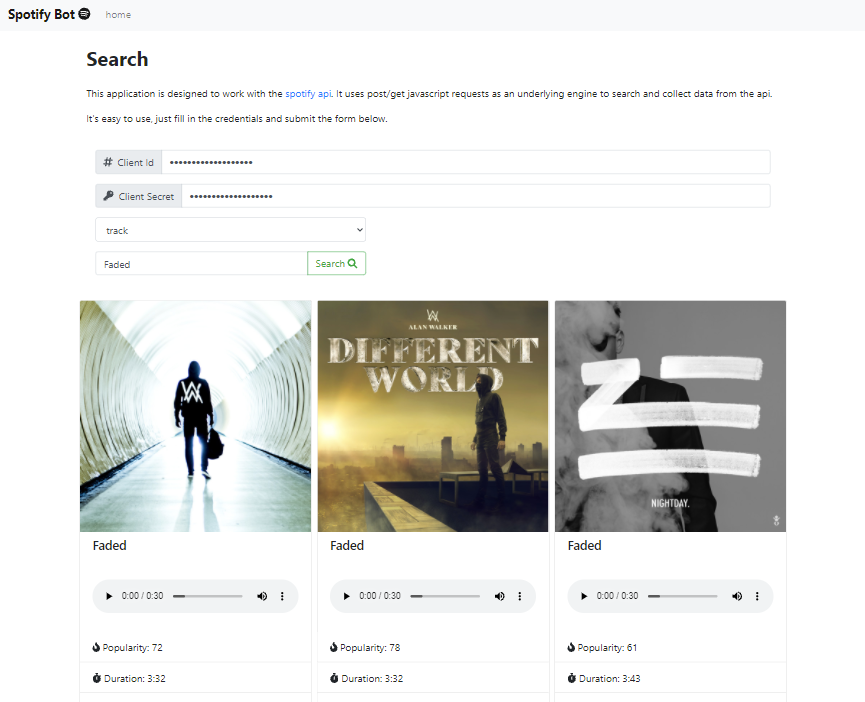 Spotify Bot home
Search
This application is designed to work with the spotify api. It uses post/get javascript requests as an underlying engine to search and collect data from the api.
It's easy to use, just fill in the credentials and submit the form below.
# Client Id •••••••••••••••••••
Client Secret •••••••••••••••••••
track
Faded Search
ALAN WALKER
DIFFERENT
WORLD
NIGHTDAY.
Faded Faded Faded
0:00 / 0:30 0:00 / 0:30 0:00 / 0:30
Popularity: 72 Popularity: 78 Popularity: 61
Duration: 3:32 Duration: 3:32 Duration: 3:43